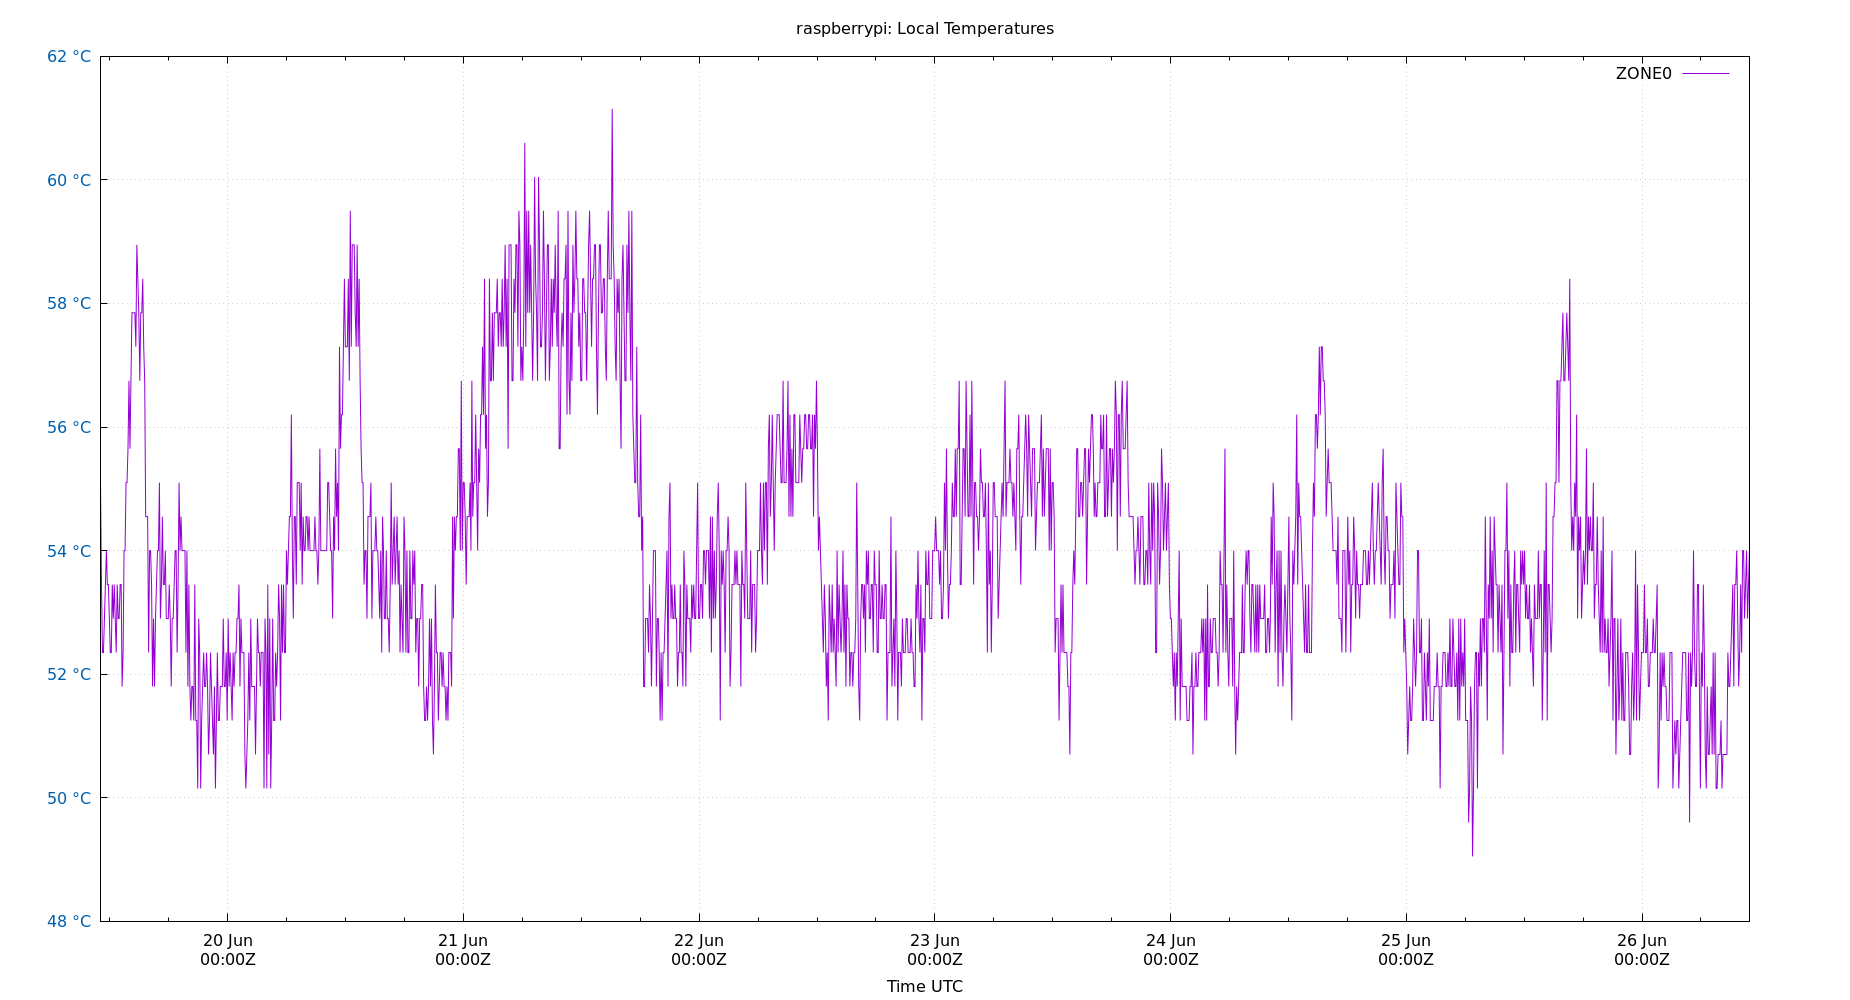 raspberrypi: Local Temperatures
62 °C
ZONE0
60 °C
58 °C
56 °C
54 °C
52 °C
50 °C
48 °C
20 Jun 21 Jun 22 Jun 23 Jun 24 Jun 25 Jun 26 Jun
00:00Z 00:00Z 00:00Z 00:00Z 00:00Z 00:00Z 00:00Z
Time UTC